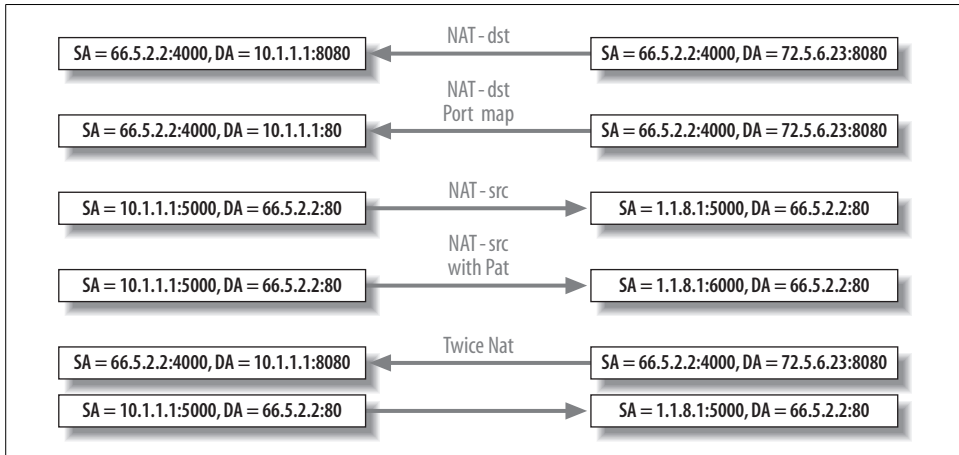 NAT-dst
SA = 66.5.2.2:4000, DA = 10.1.1.1:8080
SA = 66.5.2.2:4000, DA = 72.5.6.23:8080
NAT-dst
Port map
SA = 66.5.2.2:4000, DA = 10.1.1.1:80
SA = 66.5.2.2:4000, DA = 72.5.6.23:8080
NAT-src
SA = 10.1.1.1:5000, DA = 66.5.2.2:80
SA = 1.1.8.1:5000, DA = 66.5.2.2:80
NAT-src
with Pat
SA = 10.1.1.1:5000, DA = 66.5.2.2:80
SA = 1.1.8.1:6000, DA = 66.5.2.2:80
Twice Nat
SA = 66.5.2.2:4000, DA = 10.1.1.1:8080
SA = 66.5.2.2:4000, DA = 72.5.6.23:8080
SA = 10.1.1.1:5000, DA = 66.5.2.2:80
SA = 1.1.8.1:5000, DA = 66.5.2.2:80